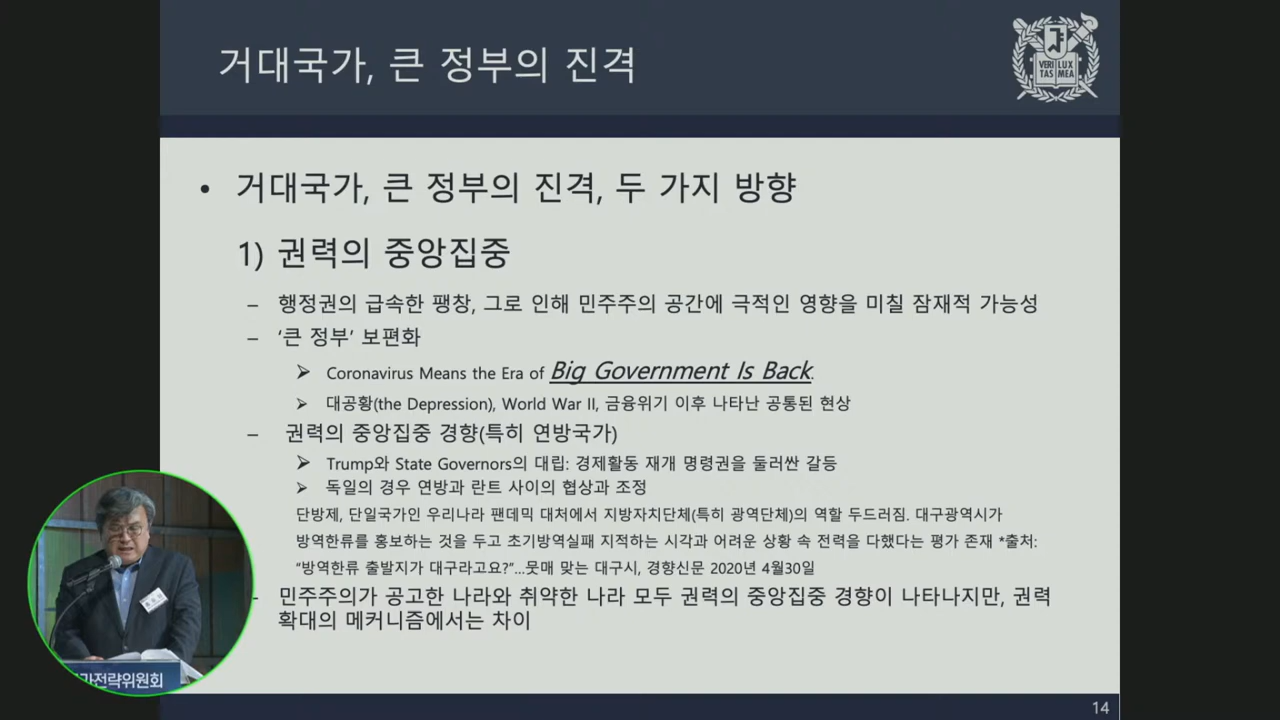 거대국가, 큰 정부의 진격
VERI LUX
TAS MEA
• 거대국가, 큰 정부의 진격, 두 가지 방향
1) 권력의 중앙집중
– 행정권의 급속한 팽창, 그로 인해 민주주의 공간에 극적인 영향을 미칠 잠재적 가능성
– ‘큰 정부’ 보편화
➢ Coronavirus Means the Era of Big Government Is Back.
➢ 대공황(the Depression), World War II, 금융위기 이후 나타난 공통된 현상
– 권력의 중앙집중 경향(특히 연방국가)
➢ Trump와 State Governors의 대립: 경제활동 재개 명령권을 둘러싼 갈등
➢ 독일의 경우 연방과 란트 사이의 협상과 조정
단방제, 단일국가인 우리나라 팬데믹 대처에서 지방자치단체(특히 광역단체)의 역할 두드러짐. 대구광역시가
방역한류를 홍보하는 것을 두고 초기방역실패 지적하는 시각과 어려운 상황 속 전력을 다했다는 평가 존재 *출처:
“방역한류 출발지가 대구라고요?”...뭇매 맞는 대구시, 경향신문 2020년 4월30일
- 민주주의가 공고한 나라와 취약한 나라 모두 권력의 중앙집중 경향이 나타나지만, 권력
확대의 메커니즘에서는 차이
가전략위원회
14